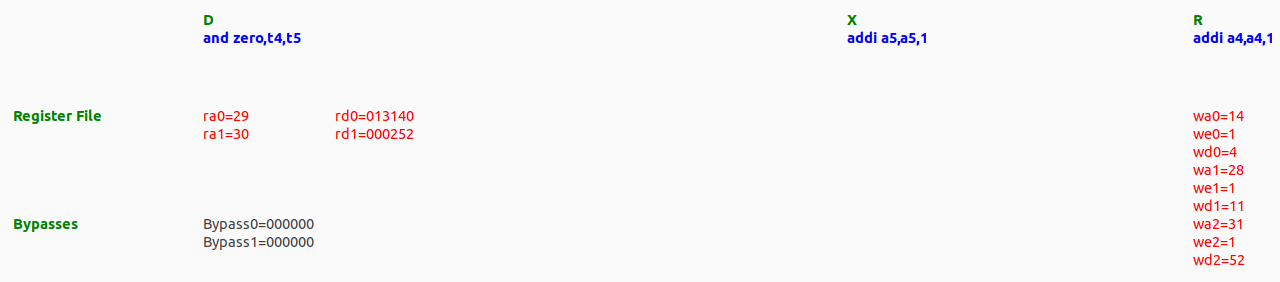 D X R
and zero,t4,t5 addi a5,a5,1 addi a4,a4,1
Register File ra0=29 rd0=013140 wa0=14
ra1=30 rd1=000252 we0=1
wd0=4
wa1=28
we1=1
wd1=11
Bypasses Bypass0=000000 wa2=31
Bypass1=000000 we2=1
wd2=52